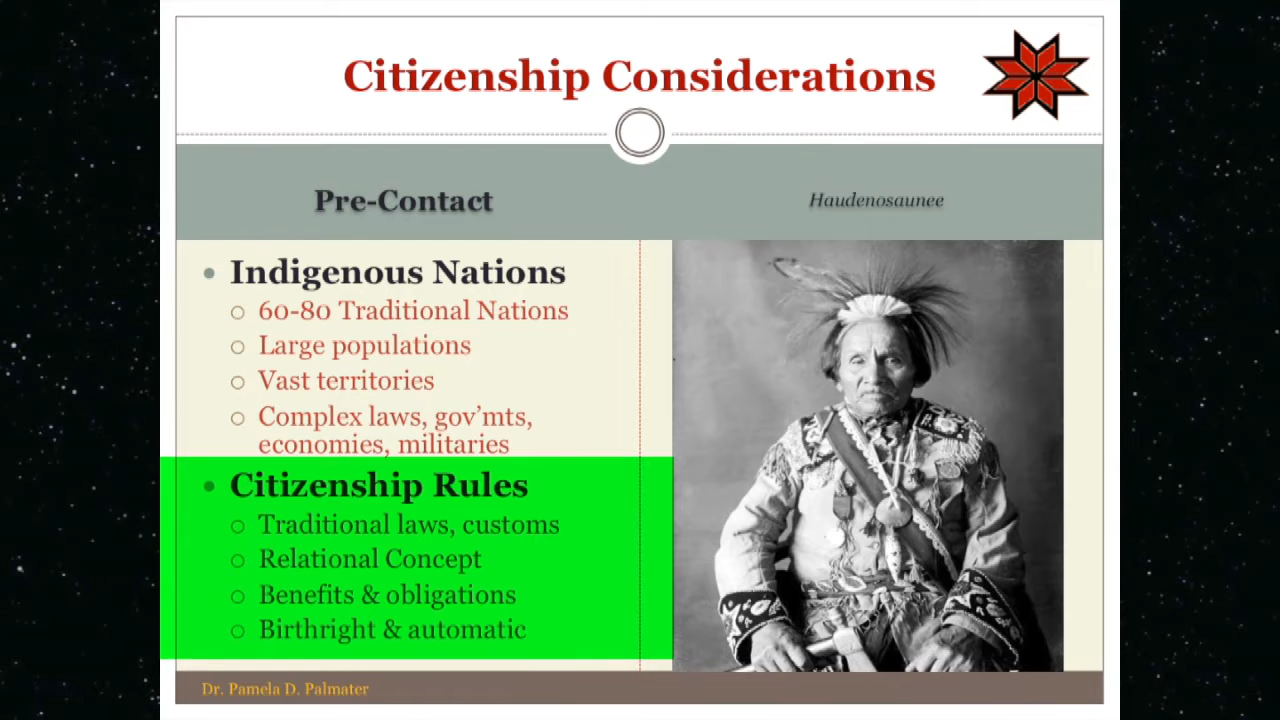 Citizenship Considerations
Pre-Contact
Haudenosaunee
• Indigenous Nations
○ 60-80 Traditional Nations
○ Large populations
○ Vast territories
○ Complex laws, gov’mts,
economies, militaries
• Citizenship Rules
○ Traditional laws, customs
○ Relational Concept
○ Benefits & obligations
○ Birthright & automatic
Dr. Pamela D. Palmater